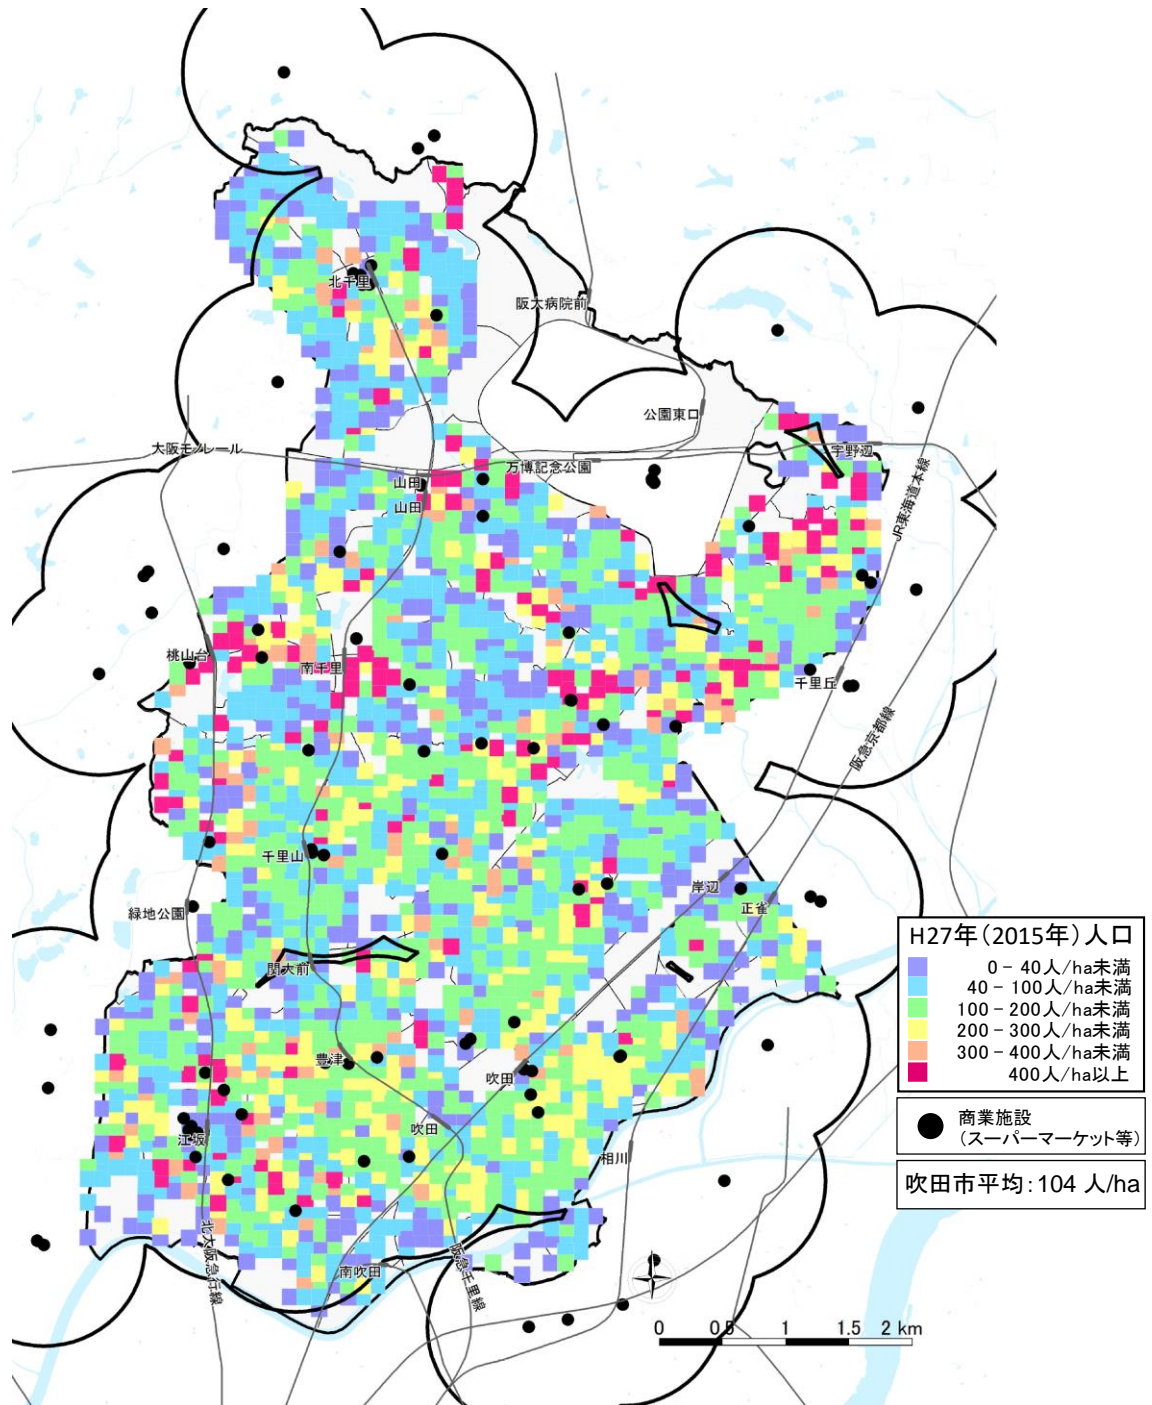 北千里
阪大病院前
公園東口
大阪モノレール
宇野辺
万博記念公園
山田
山田
JR東海道本線
桃山台
南千里
千里丘
阪急京都線
千里山
岸辺
緑地公園
正雀
関大前
H27年(2015年)人口
0-40人/ha未満
40-100人/ha未満
100-200人/ha未満
200-300人/ha未満
300-400人/ha未満
400人/ha以上
豊津
吹田
商業施設
(スーパーマーケット等)
江坂
吹田
相川
吹田市平均:104 人/ha
北大阪急行線
阪急千里線
南吹田
0 0.5 1 1.5 2 km